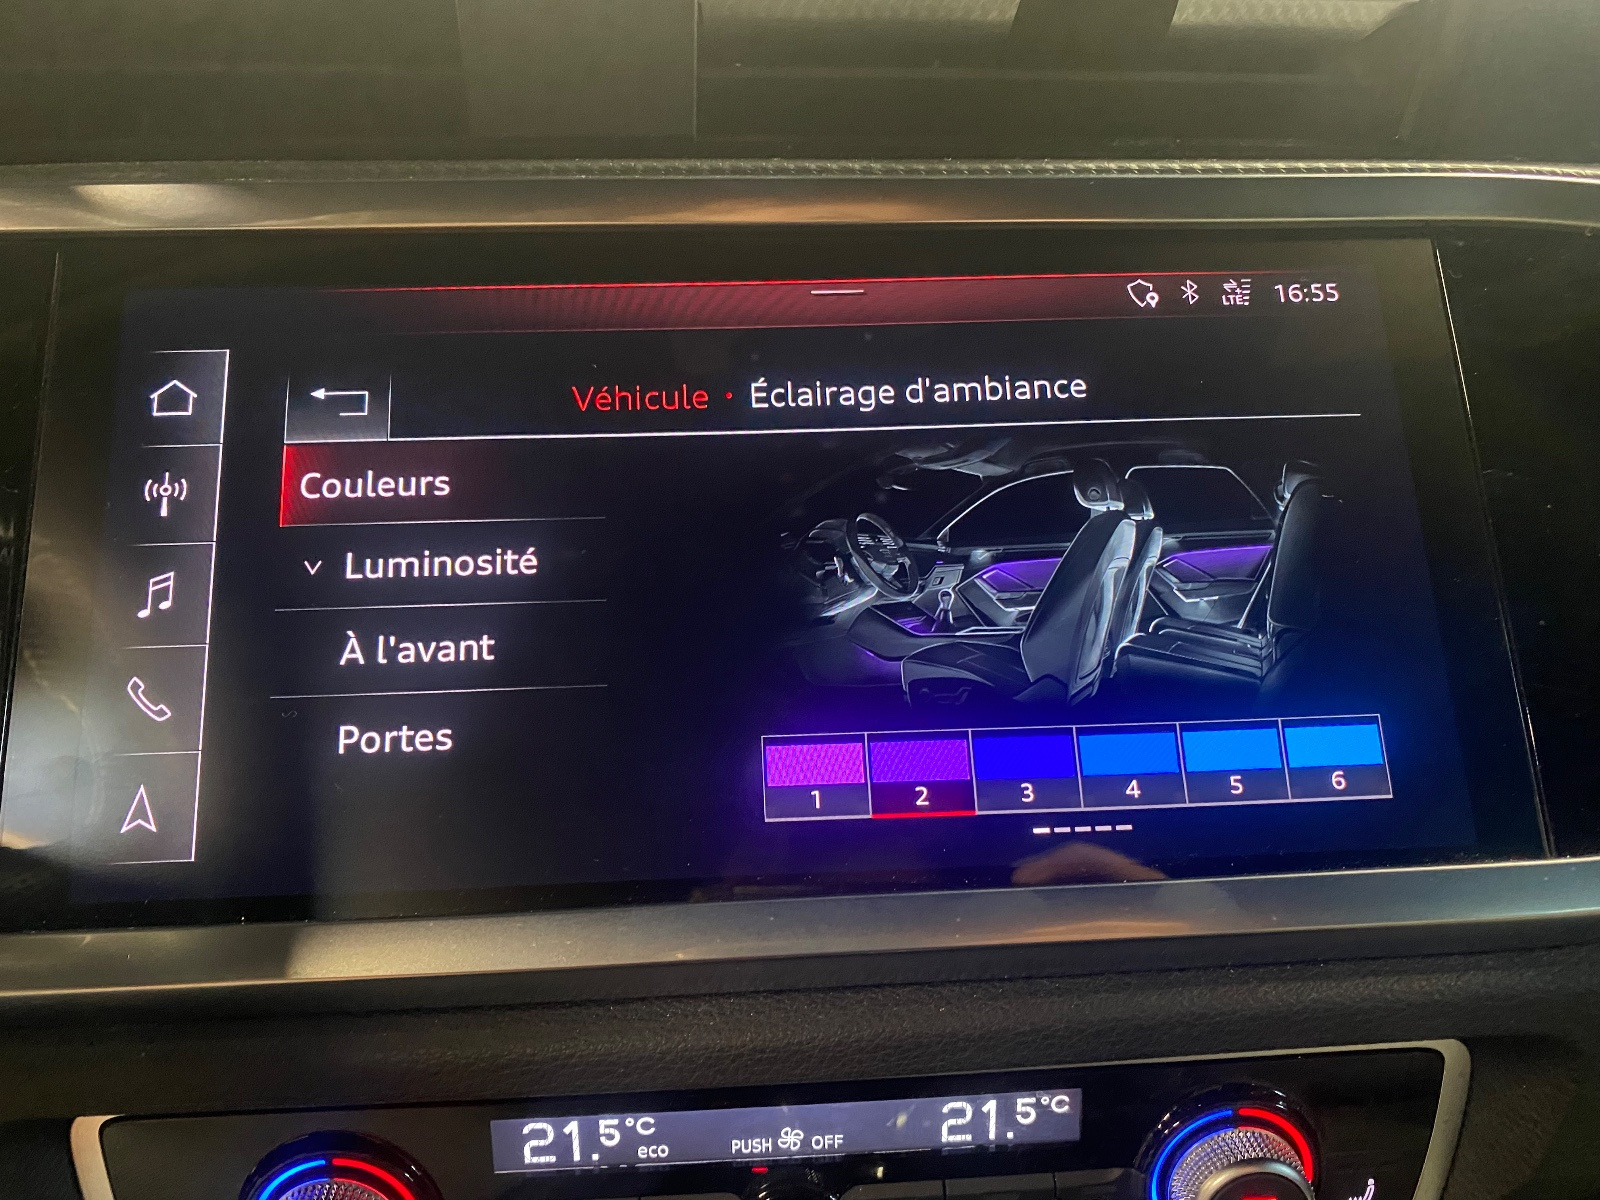 LTE 16:55
Véhicule • Éclairage d'ambiance
Couleurs
Luminosité
À l'avant
Portes
1 2 3 4 5 6
21.5°C eco PUSH OFF 21.5°C